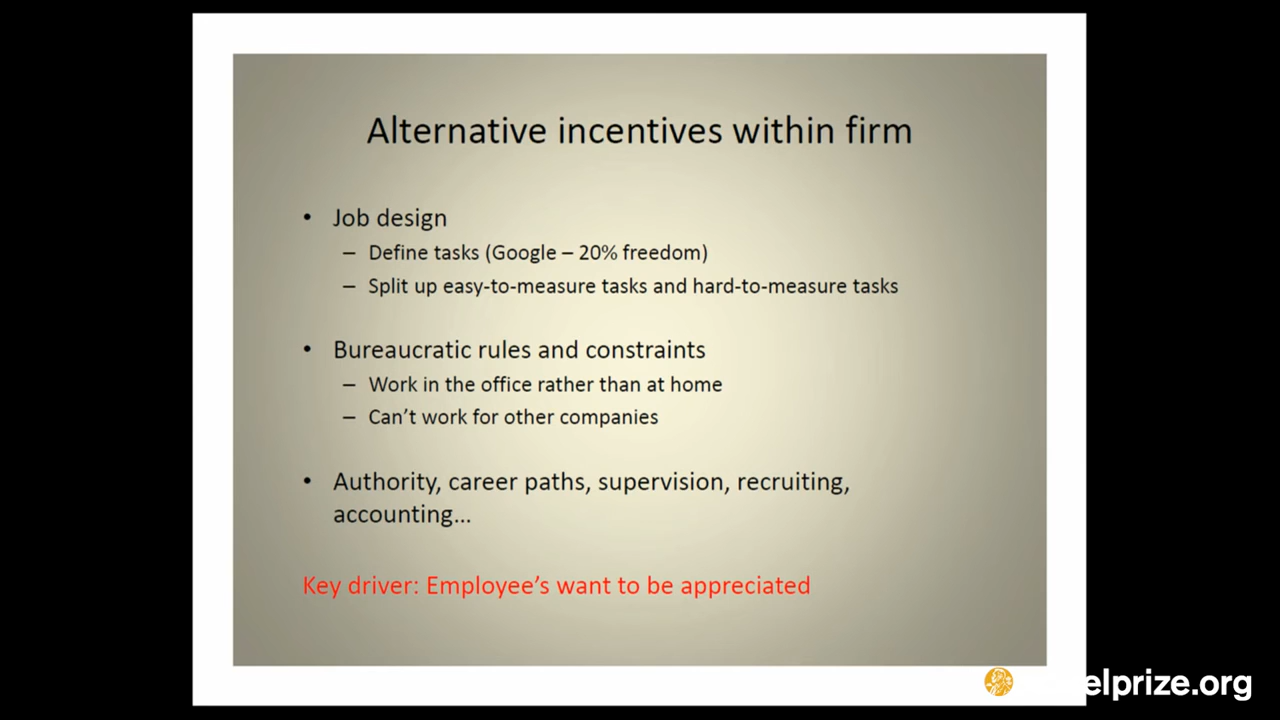 Alternative incentives within firm
• Job design
– Define tasks (Google – 20% freedom)
– Split up easy-to-measure tasks and hard-to-measure tasks
• Bureaucratic rules and constraints
– Work in the office rather than at home
– Can't work for other companies
• Authority, career paths, supervision, recruiting,
accounting...
Key driver: Employee's want to be appreciated